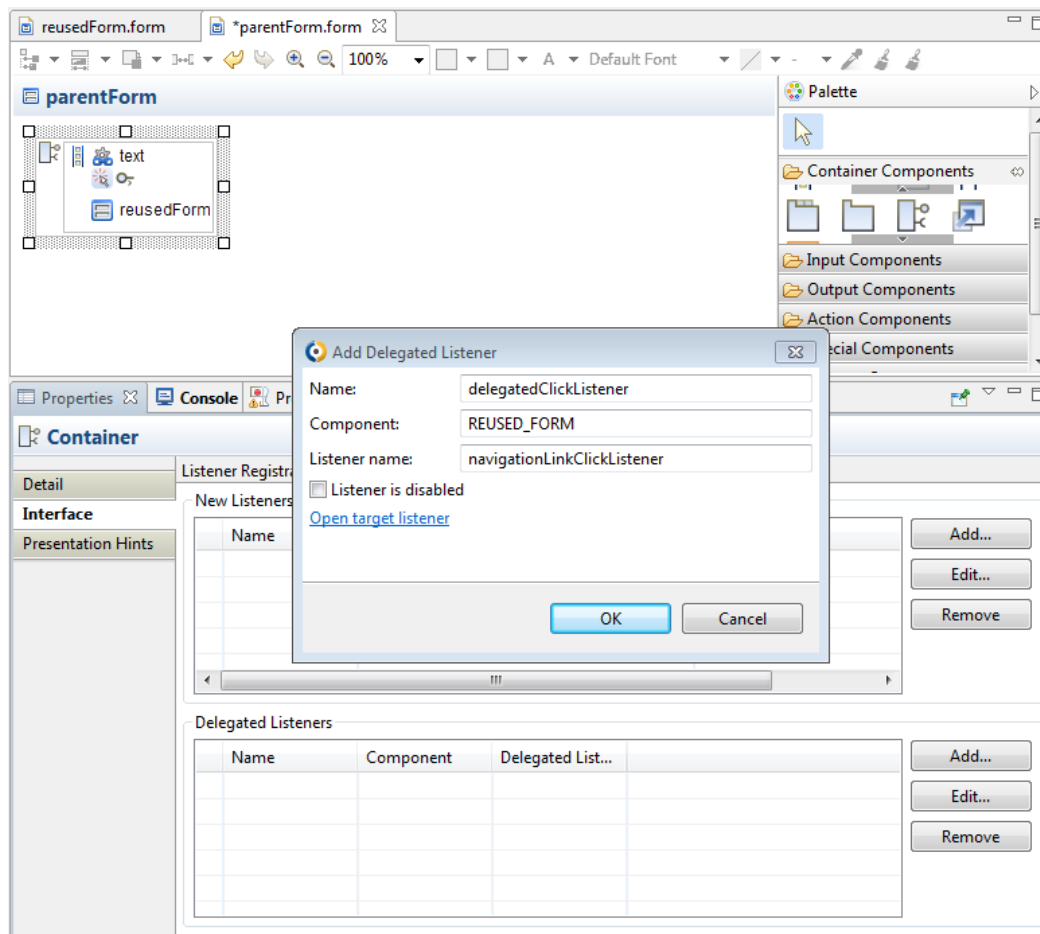 reusedForm.form *parentForm.form
100% A Default Font
parentForm
Palette
text
reusedForm
Container Components
Input Components
Output Components
Action Components
ecial Components
Add Delegated Listener
Name: delegatedClickListener
Component: REUSED_FORM
Listener name: navigationLinkClickListener
Listener is disabled
Open target listener
OK Cancel
Properties Console Pr
Container
Detail
Interface
Presentation Hints
Listener Registra
New Listeners
Name
Add...
Edit...
Remove
Delegated Listeners
Name Component Delegated List...
Add...
Edit...
Remove